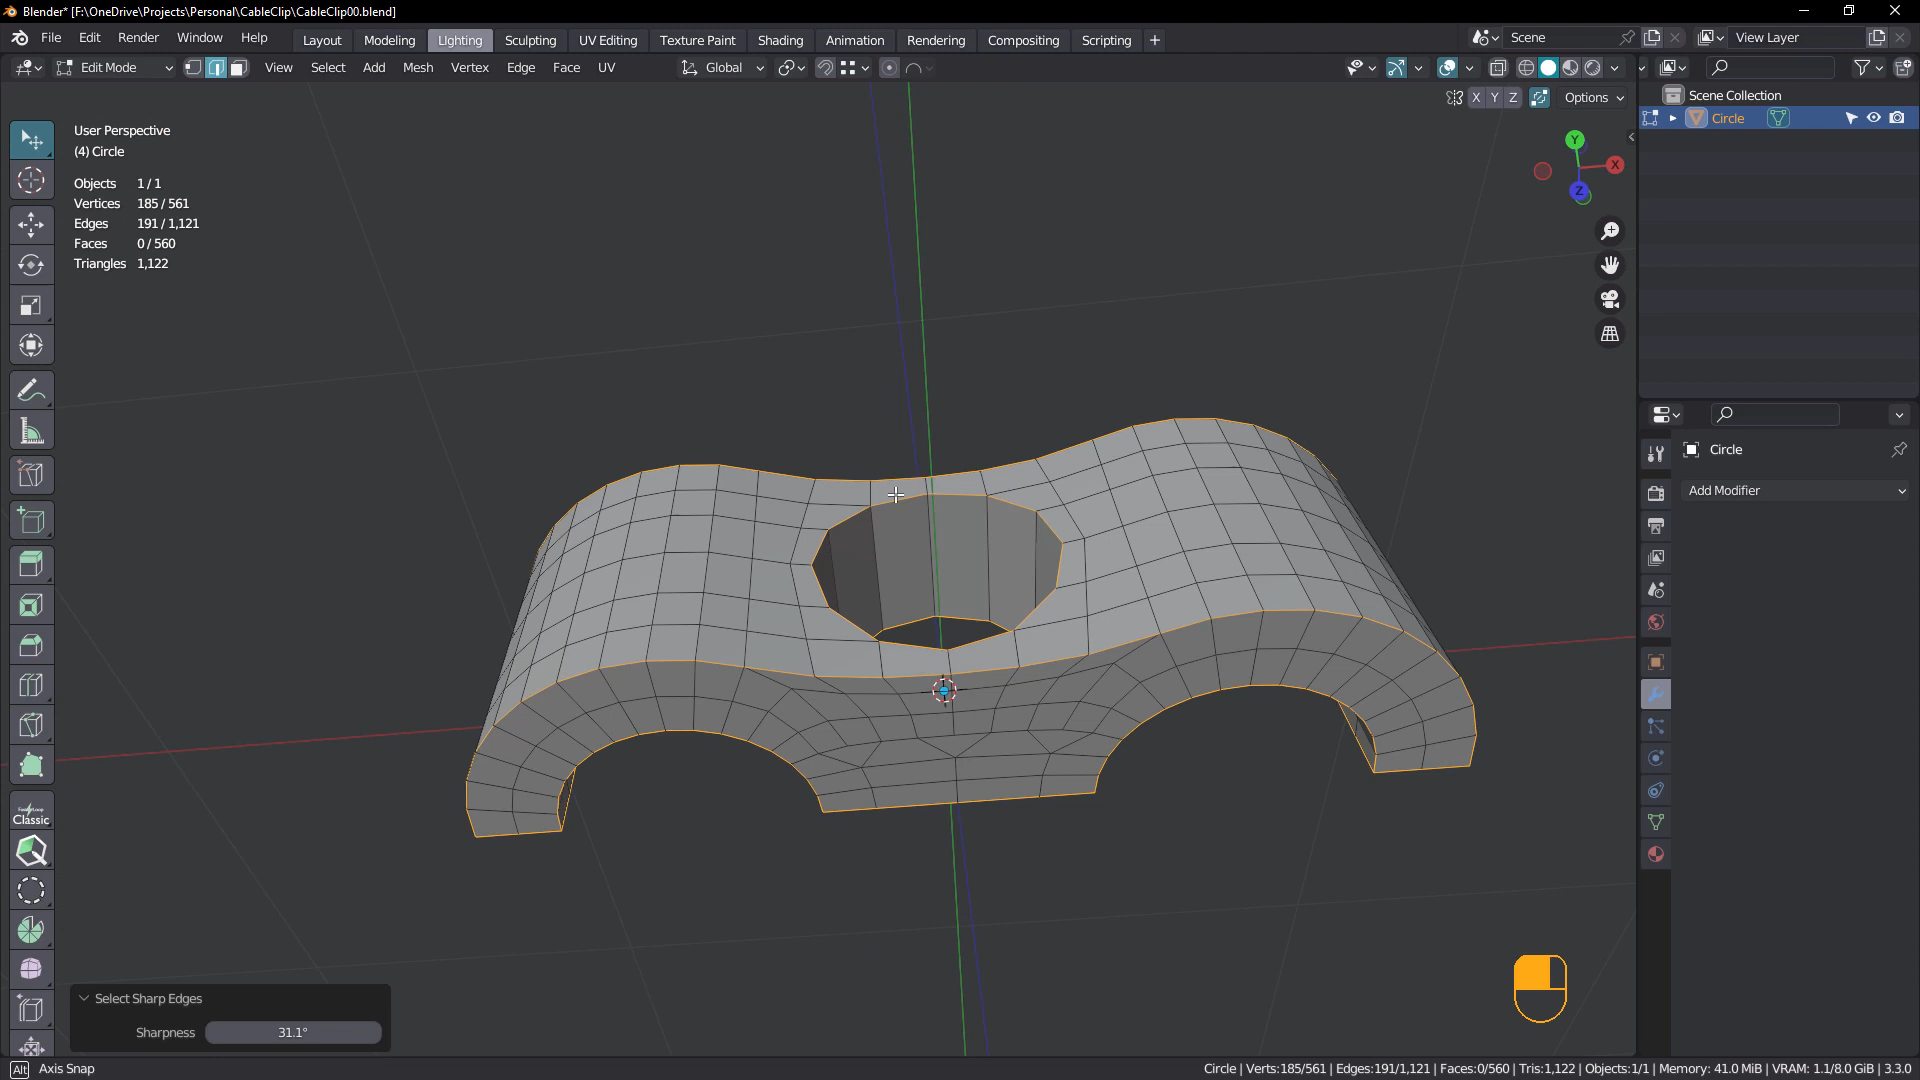 Blender* [F:\OneDrive\Projects\Personal\CableClip\CableClip00.blend]
File Edit Render Window Help Layout Modeling Lighting Sculpting UV Editing Texture Paint Shading Animation Rendering Compositing Scripting + Scene View Layer
Edit Mode View Select Add Mesh Vertex Edge Face UV Global
X Y Z Options
Scene Collection
Circle
User Perspective
(4) Circle
Objects 1 / 1
Vertices 185 / 561
Edges 191 / 1,121
Faces 0 / 560
Triangles 1,122
Y
X
Z
Circle
Add Modifier
Classic
Select Sharp Edges
Sharpness 31.1°
Alt Axis Snap
Circle | Verts:185/561 | Edges:191/1,121 | Faces:0/560 | Tris:1,122 | Objects:1/1 | Memory: 41.0 MiB | VRAM: 1.1/8.0 GiB | 3.3.0